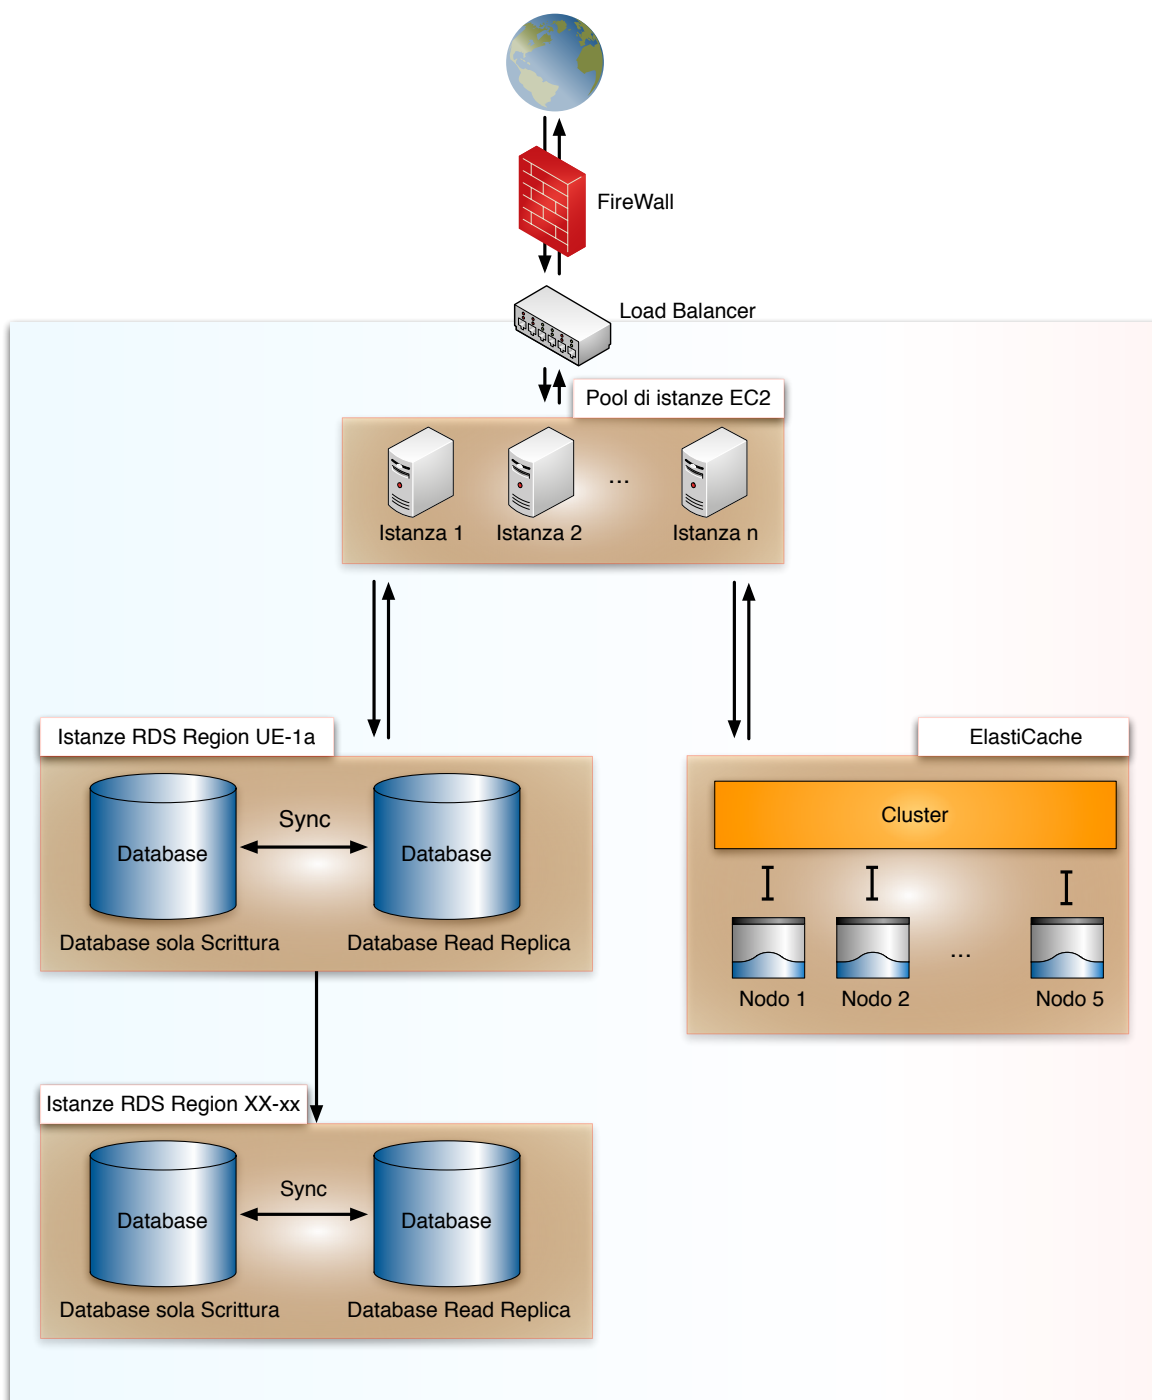 FireWall
Load Balancer
Pool di istanze EC2
...
Istanza 1
Istanza 2
Istanza n
Istanze RDS Region UE-1a
ElastiCache
Sync
Database
Database
Database sola Scrittura
Database Read Replica
Cluster
...
Nodo 1
Nodo 2
Nodo 5
Istanze RDS Region XX-xx
Sync
Database
Database
Database sola Scrittura
Database Read Replica